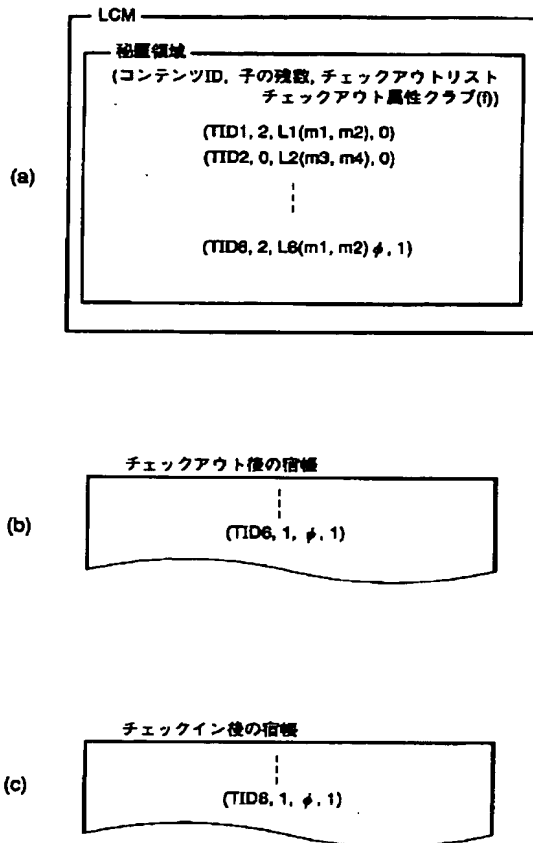 LCM
秘匿領域
(コンテンツID, 子の残数, チェックアウトリスト
チェックアウト属性クラブ(f))
(TID1, 2, L1(m1, m2), 0)
(TID2, 0, L2(m3, m4), 0)
(TID6, 2, L6(m1, m2)φ, 1)
(a)
チェックアウト後の宿帳
(TID6, 1, φ, 1)
(b)
チェックイン後の宿帳
(TID6, 1, φ, 1)
(c)